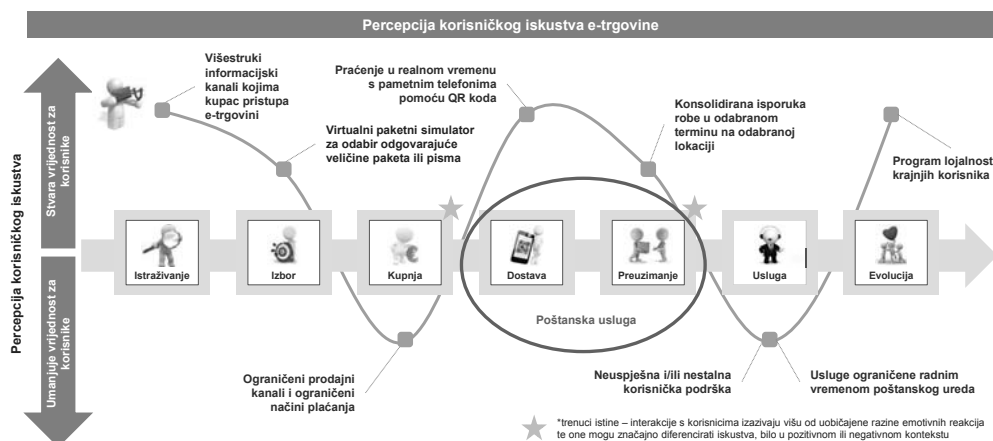 Percepcija korisničkog iskustva e-trgovine
Percepcija korisničkog iskustva
Stvara vrijednost za
korisnike
Umanjuje vrijednost za
korisnike
Višestruki
informacijski
kanali kojima
kupac pristupa
e-trgovini
Virtualni paketni simulator
za odabir odgovarajuće
veličine paketa ili pisma
Praćenje u realnom vremenu
s pametnim telefonima
pomoću QR koda
Konsolidirana isporuka
robe u odabranom
terminu na odabranoj
lokaciji
Program lojalnosti
krajnjih korisnika
Istraživanje
Izbor
Kupnja
Dostava
Preuzimanje
Usluga
Evolucija
Poštanska usluga
Ograničeni prodajni
kanali i ograničeni
načini plaćanja
Neuspješna i/ili nestalna
korisnička podrška
Usluge ograničene radnim
vremenom poštanskog ureda
*trenuci istine – interakcije s korisnicima izazivaju višu od uobičajene razine emotivnih reakcija
te one mogu značajno diferencirati iskustva, bilo u pozitivnom ili negativnom kontekstu